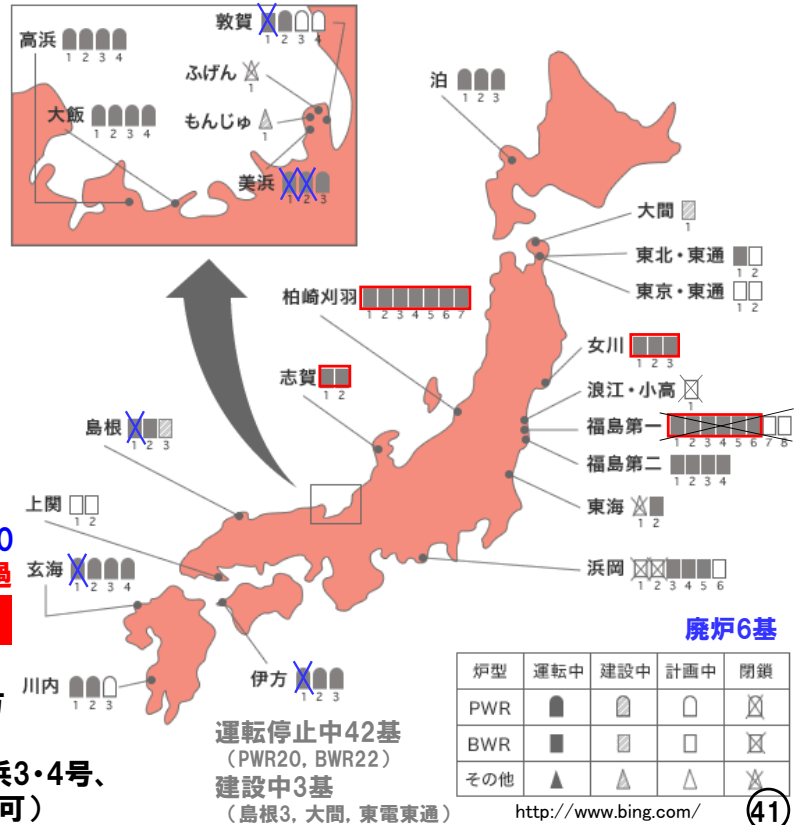 敦賀
1 2 3 4
高浜
1 2 3 4
ふげん
1
大飯
1 2 3 4
もんじゅ
1
美浜
1 2 3
泊
1 2 3
大間
1
東北・東通
1 2
東京・東通
1 2
柏崎刈羽
1 2 3 4 5 6 7
女川
1 2 3
志賀
1 2
浪江・小高
1
島根
1 2 3
福島第一
1 2 3 4 5 6 7 8
福島第二
1 2 3 4
上関
1 2
東海
1 2
0
過
玄海
1 2 3 4
浜岡
1 2 3 4 5 6
廃炉6基
川内
1 2 3
伊方
1 2 3
炉型 運転中 建設中 計画中 閉鎖
PWR
BWR
その他
運転停止中42基
（PWR20, BWR22）
浜3・4号、
建設中3基
可）
（島根3, 大間, 東電東通）
http://www.bing.com/
41